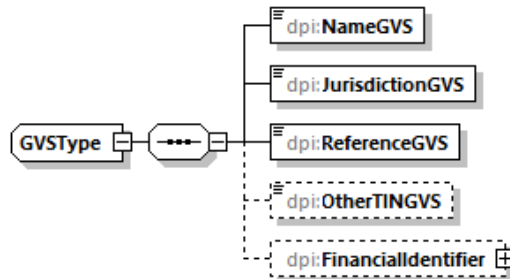 dpi:NameGVS
dpi:JurisdictionGVS
GVSType
dpi:ReferenceGVS
dpi:OtherTINGVS
dpi:FinancialIdentifier